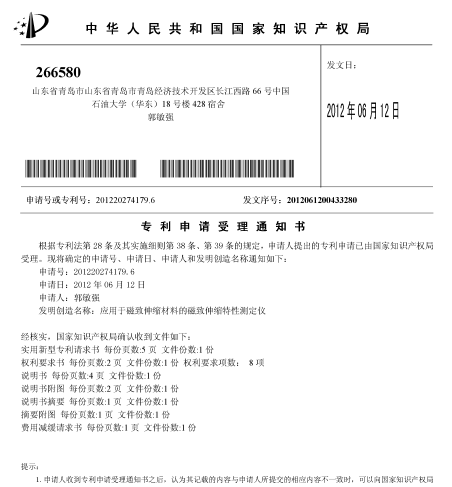 中华人民共和国国家知识产权局
266580
山东省青岛市山东省青岛市青岛经济技术开发区长江西路 66 号中国
石油大学（华东）18 号楼 428 宿舍
郭敏强
发文日：
2012 年 06 月 12 日
申请号或专利号：201220274179.6
发文序号：2012061200433280
专利申请受理通知书
根据专利法第 28 条及其实施细则第 38 条、第 39 条的规定，申请人提出的专利申请已由国家知识产权局
受理。现将确定的申请号、申请日、申请人和发明创造名称通知如下：
申请号：201220274179.6
申请日：2012 年 06 月 12 日
申请人：郭敏强
发明创造名称：应用于磁致伸缩材料的磁致伸缩特性测定仪
经核实，国家知识产权局确认收到文件如下：
实用新型专利请求书 每份页数:5 页 文件份数:1 份
权利要求书 每份页数:2 页 文件份数:1 份 权利要求项数： 8 项
说明书 每份页数:4 页 文件份数:1 份
说明书附图 每份页数:2 页 文件份数:1 份
说明书摘要 每份页数:1 页 文件份数:1 份
摘要附图 每份页数:1 页 文件份数:1 份
费用减缓请求书 每份页数:1 页 文件份数:1 份
提示：
1. 申请人收到专利申请受理通知书之后，认为其记载的内容与申请人所提交的相应内容不一致时，可以向国家知识产权局